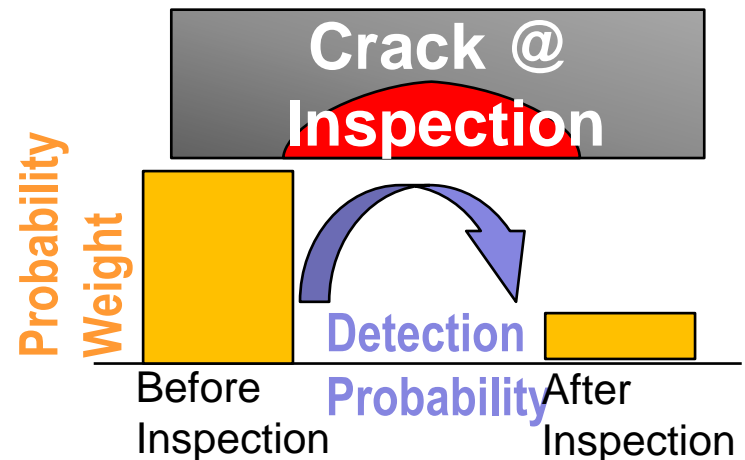 Crack @
Inspection
Probability
Weight
Detection
Probability
Before
Inspection
After
Inspection